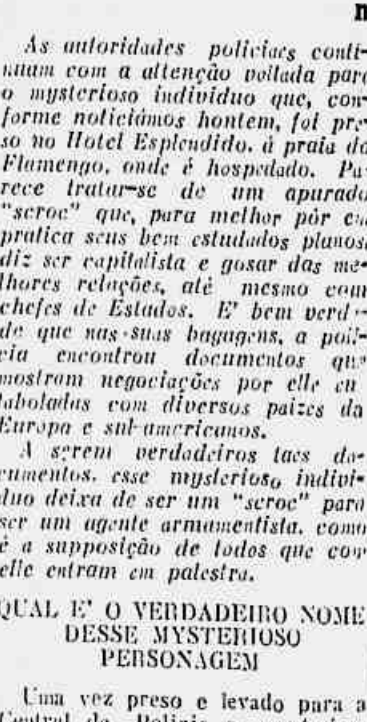 As autoridades policiaes conti-
nuam com a attenção voltada para
o mysterioso individuo que, con-
forme noticiámos hontem, foi pre-
so no Hotel Esplendido, á praia do
Flamengo, onde é hospedado. Pa-
rece tratar-se de um apurado
"scroc" que, para melhor pôr em
pratica seus bem estudados planos,
diz ser capitalista e gosar das me-
lhores relações, até mesmo com
chefes de Estados. E' bem verda-
de que nas suas bagagens, a poli-
cia encontrou documentos que
mostram negociações por elle en-
taboladas com diversos paizes da
Europa e sul-americanos.
A serem verdadeiros taes do-
cumentos, esse mysterioso indivi-
duo deixa de ser um "scroc" para
ser um agente armamentista, como
é a supposição de todos que com
elle entram em palestra.
QUAL E' O VERDADEIRO NOME
DESSE MYSTERIOSO
PERSONAGEM
Uma vez preso e levado para a
Central de Policia